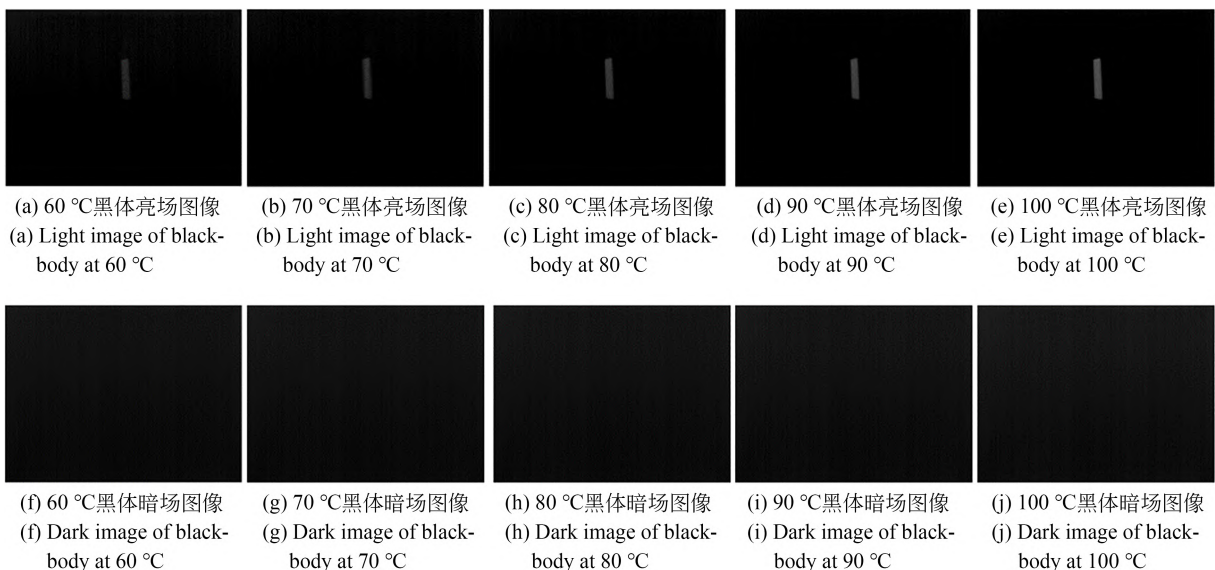 (a) 60 ℃黑体亮场图像
(a) Light image of black-
body at 60 ℃
(b) 70 ℃黑体亮场图像
(b) Light image of black-
body at 70 ℃
(c) 80 ℃黑体亮场图像
(c) Light image of black-
body at 80 ℃
(d) 90 ℃黑体亮场图像
(d) Light image of black-
body at 90 ℃
(e) 100 ℃黑体亮场图像
(e) Light image of black-
body at 100 ℃
(f) 60 ℃黑体暗场图像
(f) Dark image of black-
body at 60 ℃
(g) 70 ℃黑体暗场图像
(g) Dark image of black-
body at 70 ℃
(h) 80 ℃黑体暗场图像
(h) Dark image of black-
body at 80 ℃
(i) 90 ℃黑体暗场图像
(i) Dark image of black-
body at 90 ℃
(j) 100 ℃黑体暗场图像
(j) Dark image of black-
body at 100 ℃